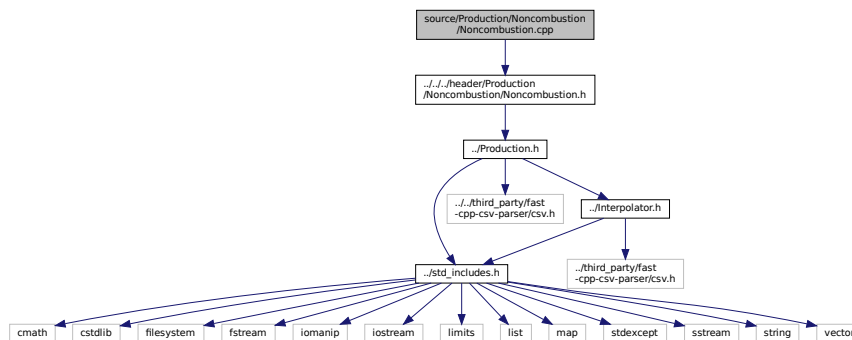 source/Production/Noncombustion
/Noncombustion.cpp
../../../header/Production
/Noncombustion/Noncombustion.h
../Production.h
../../third_party/fast
-cpp-csv-parser/csv.h
../Interpolator.h
../third_party/fast
-cpp-csv-parser/csv.h
../std_includes.h
cmath
cstdlib
filesystem
fstream
iomanip
iostream
limits
list
map
stdexcept
sstream
string
vector